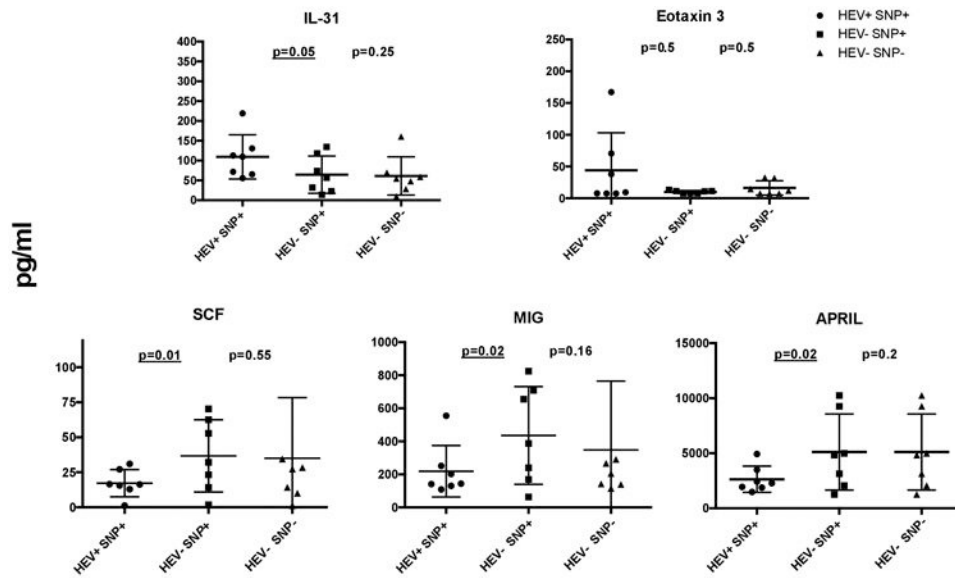 IL-31
400
350
300
250
200
150
100
50
0
p=0.05 p=0.25
HEV+ SNP+
HEV- SNP+
HEV- SNP-
Eotaxin 3
250
200
150
100
50
0
p=0.5 p=0.5
HEV+ SNP+
HEV- SNP+
HEV- SNP-
HEV+ SNP+
HEV- SNP+
HEV- SNP-
pg/ml
SCF
100
75
50
25
0
p=0.01 p=0.55
HEV+ SNP+
HEV- SNP+
HEV- SNP-
MIG
1000
800
600
400
200
0
p=0.02 p=0.16
HEV+ SNP+
HEV- SNP+
HEV- SNP-
APRIL
15000
10000
5000
0
p=0.02 p=0.2
HEV+ SNP+
HEV- SNP+
HEV- SNP-